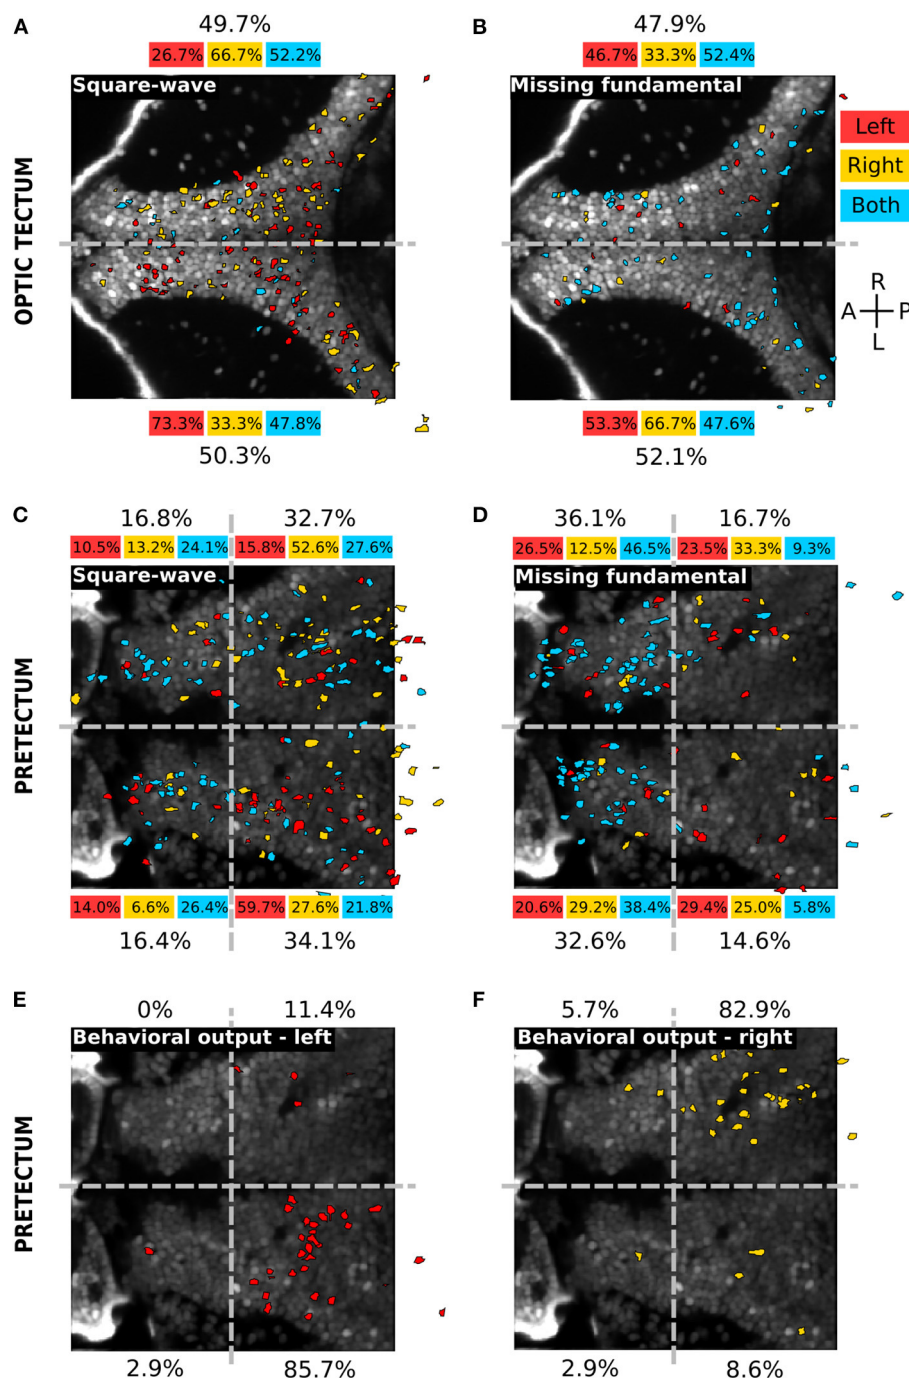 A
49.7%
26.7% 66.7% 52.2%
Square-wave
B
47.9%
46.7% 33.3% 52.4%
Missing fundamental
Left
Right
Both
OPTIC TECTUM
R
A P
L
73.3% 33.3% 47.8%
50.3%
53.3% 66.7% 47.6%
52.1%
C
16.8% 32.7%
10.5% 13.2% 24.1% 15.8% 52.6% 27.6%
Square-wave
D
36.1% 16.7%
26.5% 12.5% 46.5% 23.5% 33.3% 9.3%
Missing fundamental
PRETECTUM
14.0% 6.6% 26.4% 59.7% 27.6% 21.8%
16.4% 34.1%
20.6% 29.2% 38.4% 29.4% 25.0% 5.8%
32.6% 14.6%
E
0% 11.4%
Behavioral output - left
F
5.7% 82.9%
Behavioral output - right
PRETECTUM
2.9% 85.7%
2.9% 8.6%